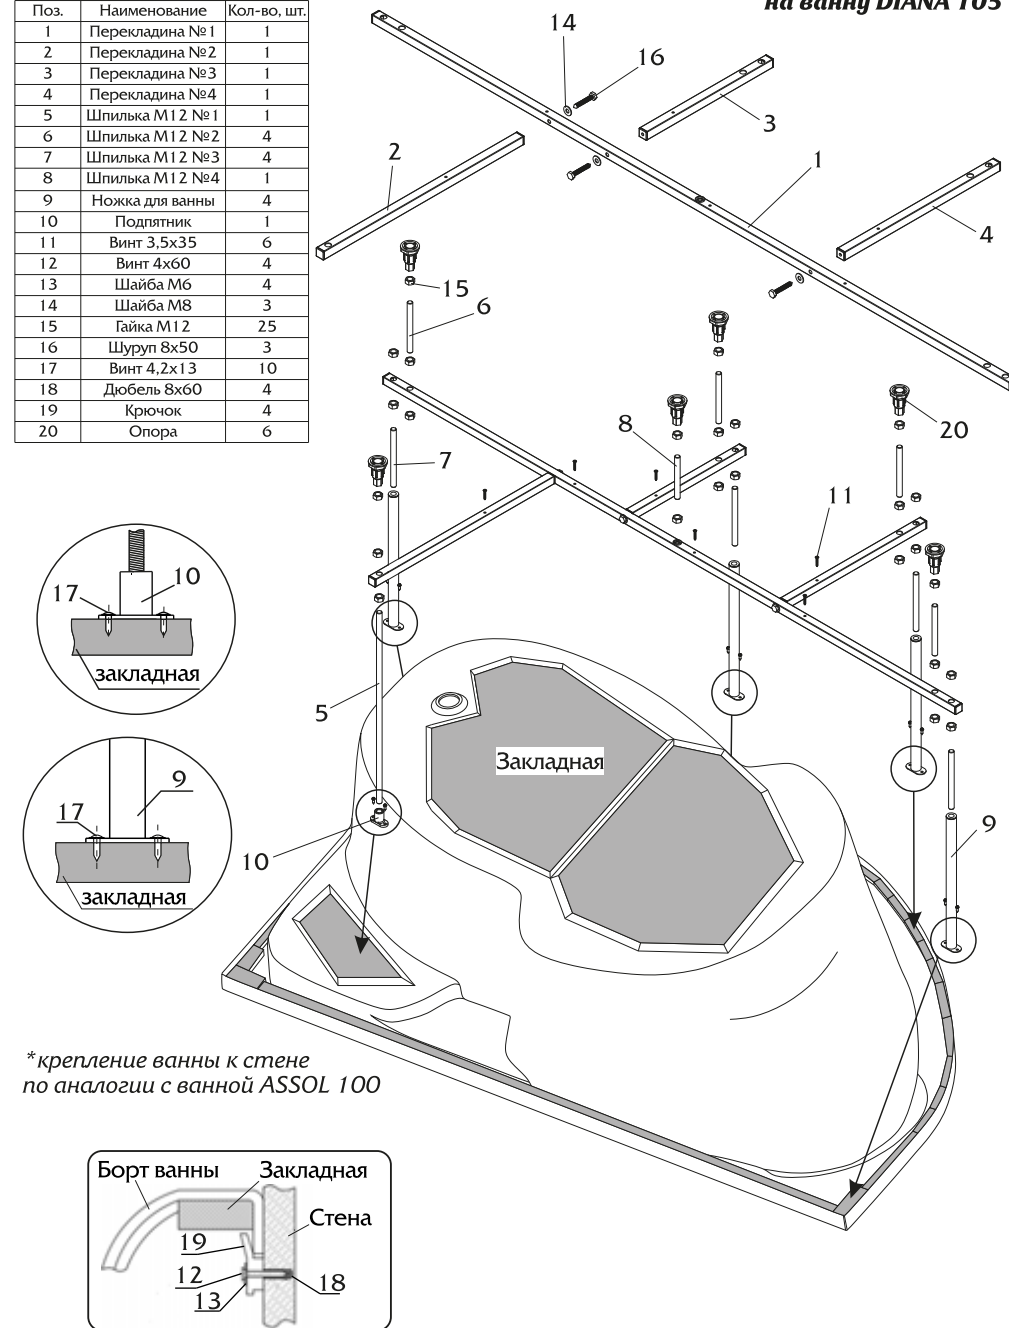 на ванну DIANA 105
Поз. Наименование Кол-во, шт.
1 Перекладина №1 1
2 Перекладина №2 1
3 Перекладина №3 1
4 Перекладина №4 1
5 Шпилька М12 №1 1
6 Шпилька М12 №2 4
7 Шпилька М12 №3 4
8 Шпилька М12 №4 1
9 Ножка для ванны 4
10 Подпятник 1
11 Винт 3,5х35 6
12 Винт 4х60 4
13 Шайба М6 4
14 Шайба М8 3
15 Гайка М12 25
16 Шуруп 8х50 3
17 Винт 4,2х13 10
18 Дюбель 8х60 4
19 Крючок 4
20 Опора 6
14
16
3
2
1
4
15
6
8
20
7
11
17
10
закладная
5
Закладная
9
17
закладная
10
9
*крепление ванны к стене
по аналогии с ванной ASSOL 100
Борт ванны
Закладная
Стена
19
12
18
13